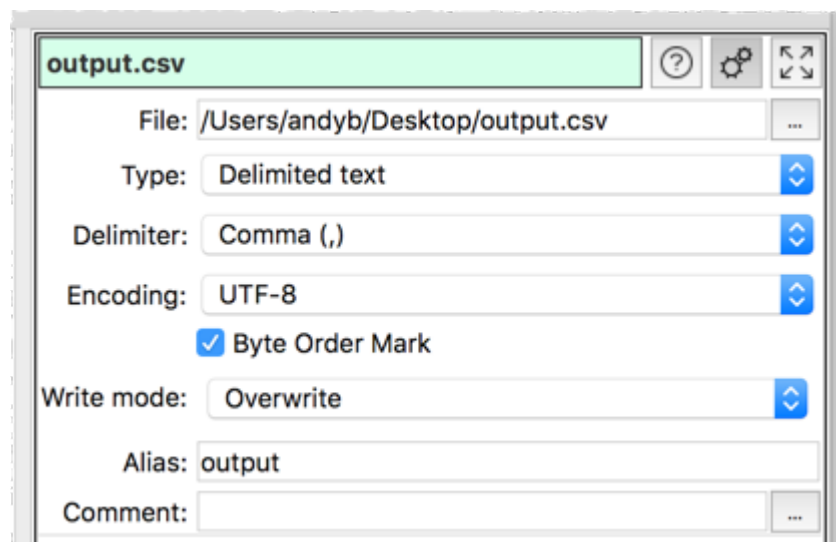 output.csv
File: /Users/andyb/Desktop/output.csv ...
Type: Delimited text
Delimiter: Comma (,)
Encoding: UTF-8
Byte Order Mark
Write mode: Overwrite
Alias: output
Comment: ...